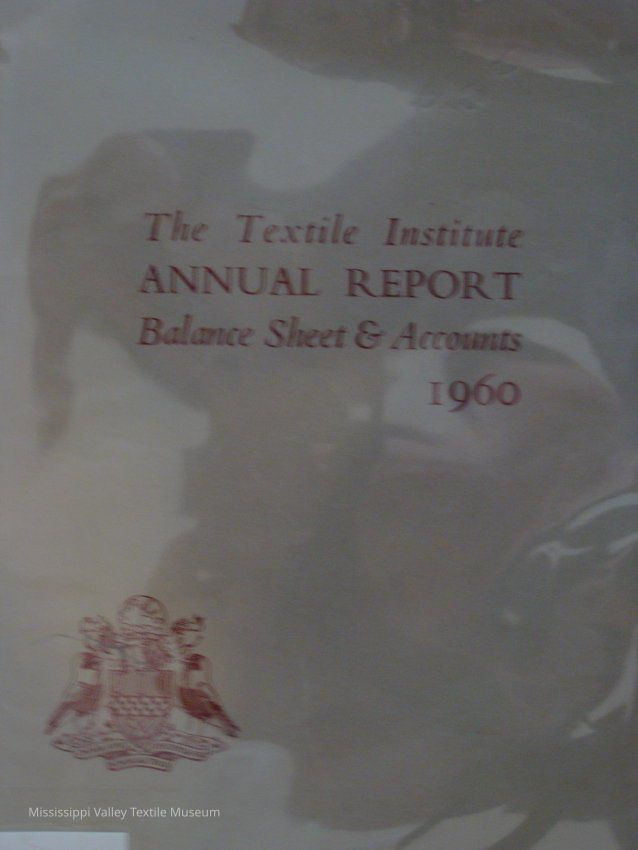 The Textile Institute
ANNUAL REPORT
Balance Sheet & Accounts
1960
Mississippi Valley Textile Museum